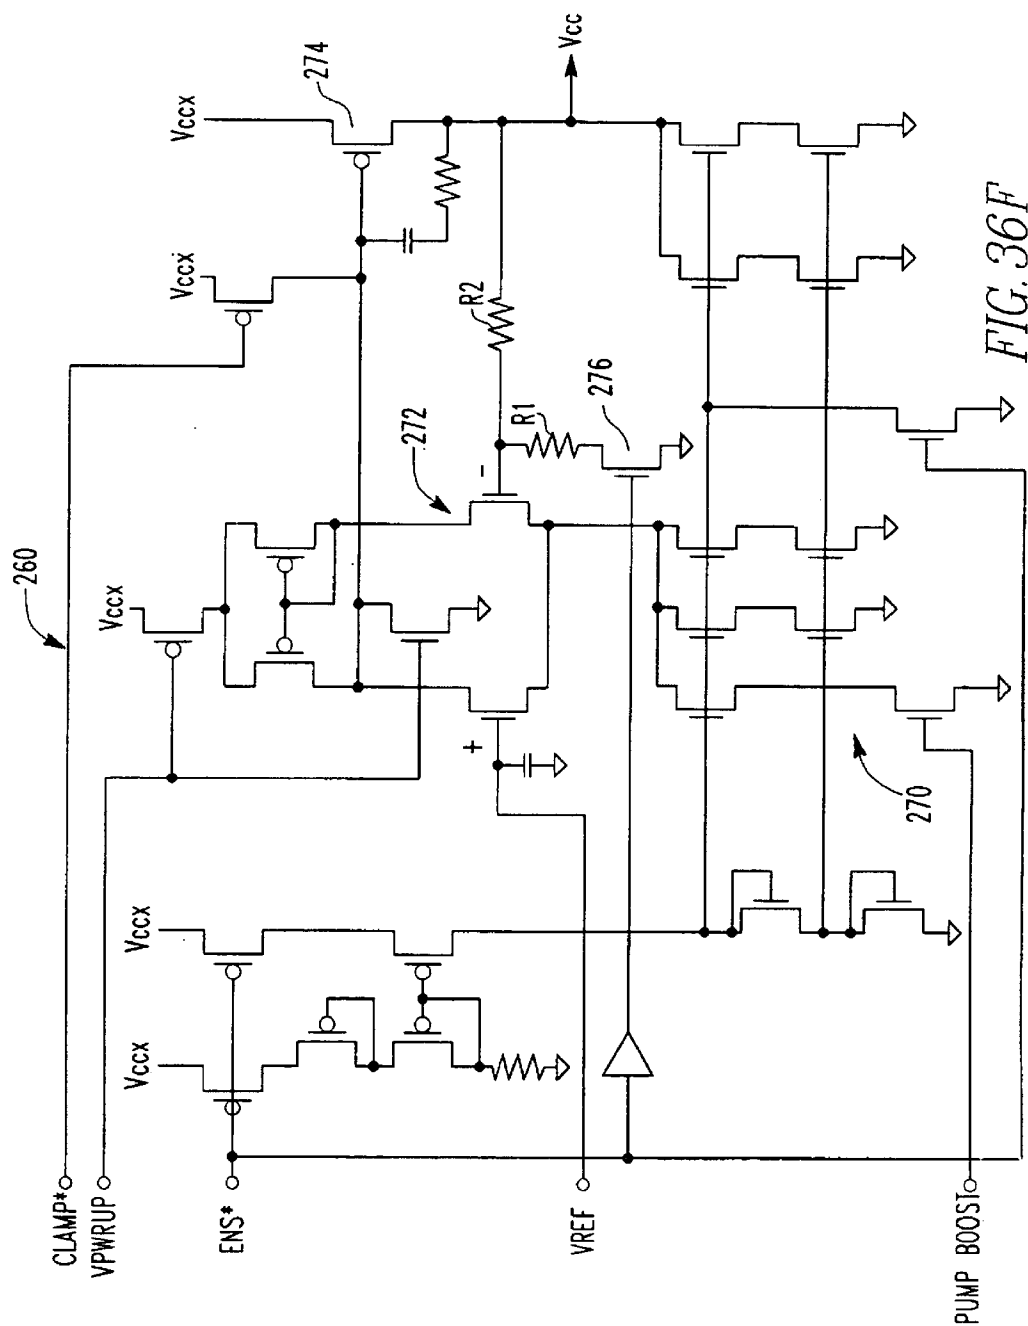 260
CLAMP*
VPWRUP
ENS*
VREF
PUMP BOOST
Vccx
Vccx
Vccx
Vccx
Vccx
274
272
+
-
R2
R1
276
270
Vcc
FIG. 36F